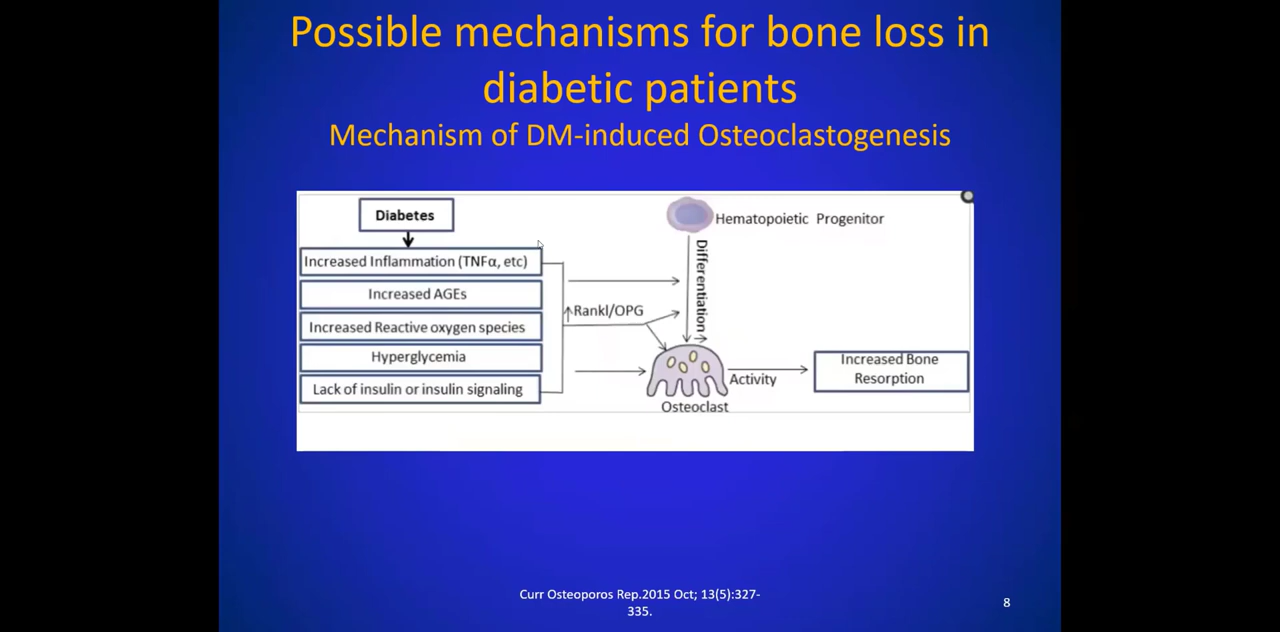 Possible mechanisms for bone loss in
diabetic patients
Mechanism of DM-induced Osteoclastogenesis
Diabetes
Increased Inflammation (TNFα, etc)
Increased AGEs
Increased Reactive oxygen species
Hyperglycemia
Lack of insulin or insulin signaling
↑Rankl/OPG
Hematopoietic Progenitor
Differentiation
Osteoclast
Activity
Increased Bone
Resorption
Curr Osteoporos Rep.2015 Oct; 13(5):327-
335.
8